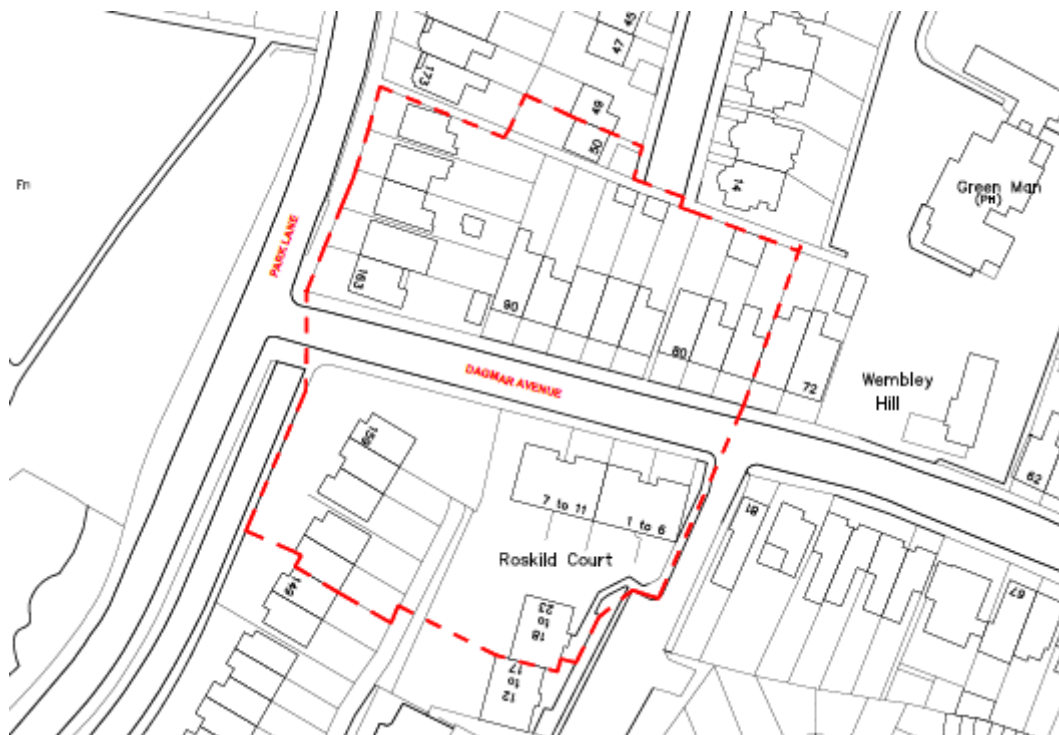 45
47
173
49
50
14
Green Man
(PH)
Fn
PARK LANE
163
90
80
72
DAGMAR AVENUE
Wembley
Hill
62
159
7 to 11
1 to 6
81
Roskild Court
149
67
18
to
23
12
to
17